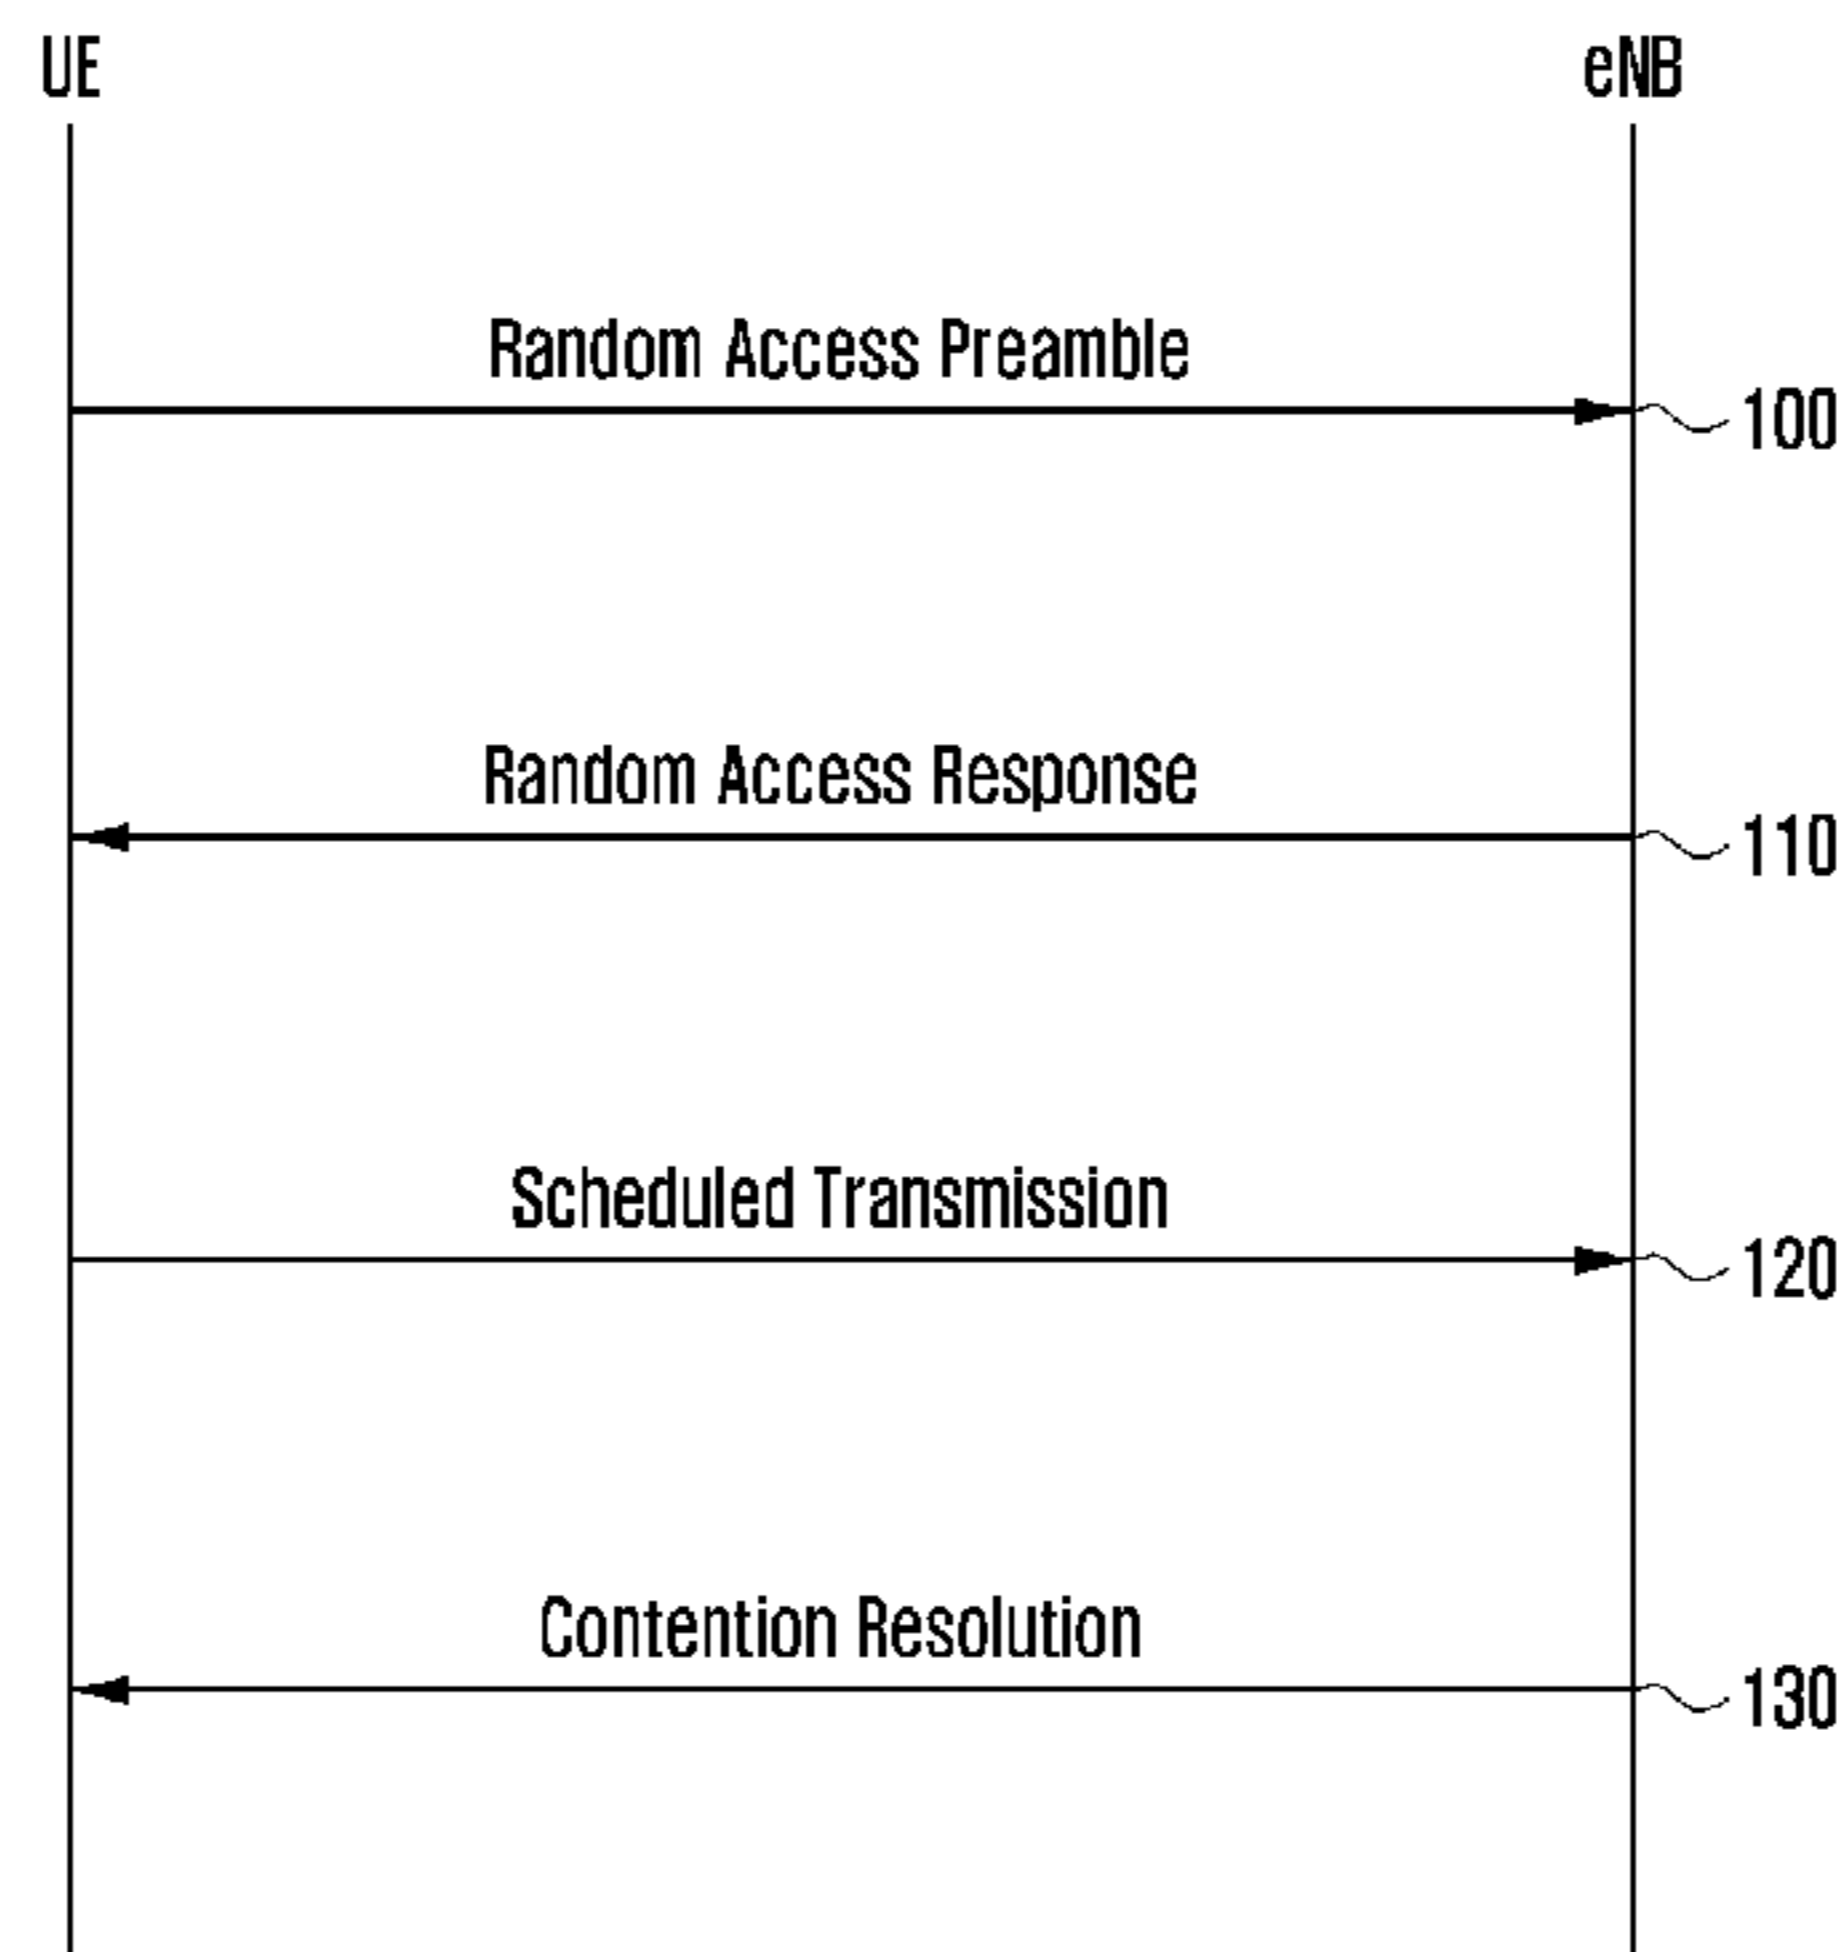 UE eNB
Random Access Preamble
100
Random Access Response
110
Scheduled Transmission
120
Contention Resolution
130